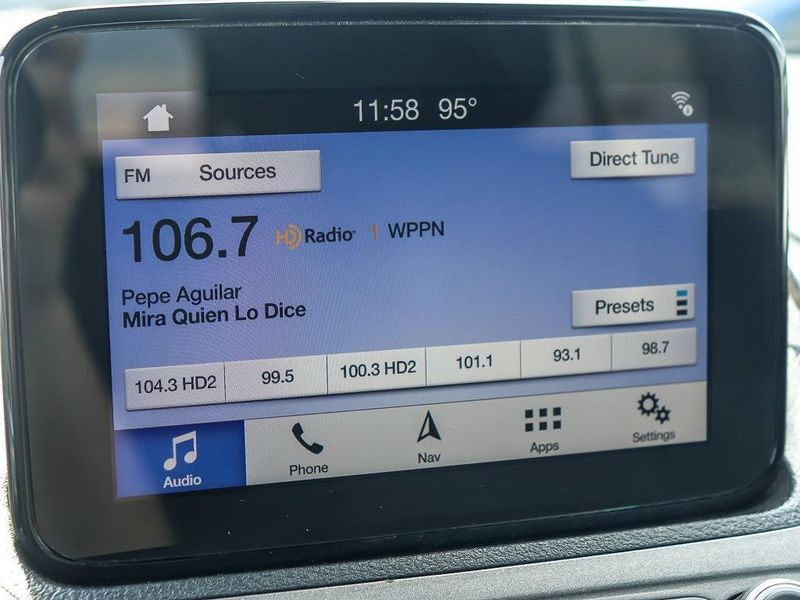 11:58 95°
FM Sources
Direct Tune
106.7 HD Radio 1 WPPN
Pepe Aguilar
Mira Quien Lo Dice
Presets
104.3 HD2 99.5 100.3 HD2 101.1 93.1 98.7
Audio Phone Nav Apps Settings